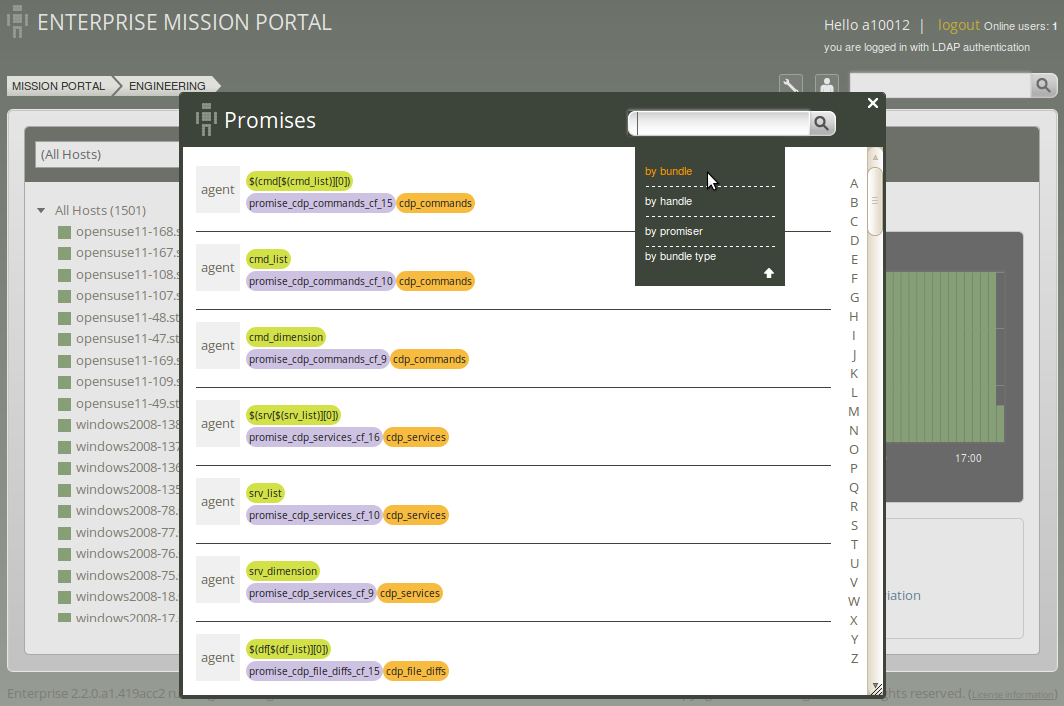 ENTERPRISE MISSION PORTAL
Hello a10012 | logout Online users: 1
you are logged in with LDAP authentication
MISSION PORTAL ENGINEERING
Promises
(All Hosts)
All Hosts (1501)
opensuse11-168.s
opensuse11-167.s
opensuse11-108.s
opensuse11-107.s
opensuse11-48.st
opensuse11-47.st
opensuse11-169.s
opensuse11-109.s
opensuse11-49.st
windows2008-138
windows2008-137
windows2008-136
windows2008-135
windows2008-78.
windows2008-77.
windows2008-76.
windows2008-75.
windows2008-18.
windows2008-17.
by bundle
by handle
by promiser
by bundle type
agent
$(cmd[$(cmd_list)][0])
promise_cdp_commands_cf_15 cdp_commands
agent
cmd_list
promise_cdp_commands_cf_10 cdp_commands
agent
cmd_dimension
promise_cdp_commands_cf_9 cdp_commands
agent
$(srv[$(srv_list)][0])
promise_cdp_services_cf_16 cdp_services
agent
srv_list
promise_cdp_services_cf_10 cdp_services
agent
srv_dimension
promise_cdp_services_cf_9 cdp_services
agent
$(df[$(df_list)][0])
promise_cdp_file_diffs_cf_15 cdp_file_diffs
A
B
C
D
E
F
G
H
I
J
K
L
M
N
O
P
Q
R
S
T
U
V
W
X
Y
Z
17:00
iation
Enterprise 2.2.0.a1.419acc2 ghts reserved. (License information)